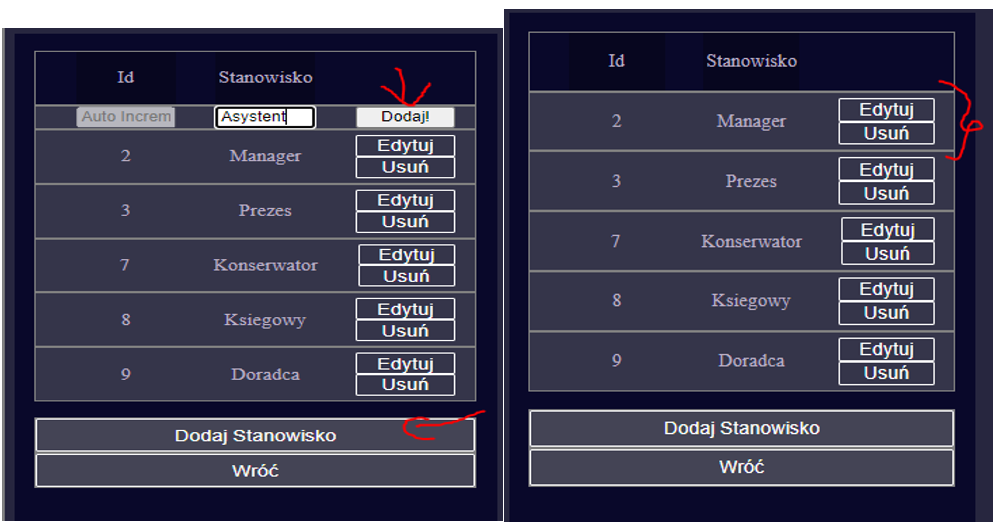 Id Stanowisko
Auto Increm Asystent Dodaj!
2 Manager Edytuj
Usuń
3 Prezes Edytuj
Usuń
7 Konserwator Edytuj
Usuń
8 Ksiegowy Edytuj
Usuń
9 Doradca Edytuj
Usuń
Dodaj Stanowisko
Wróć
Id Stanowisko
2 Manager Edytuj
Usuń
3 Prezes Edytuj
Usuń
7 Konserwator Edytuj
Usuń
8 Ksiegowy Edytuj
Usuń
9 Doradca Edytuj
Usuń
Dodaj Stanowisko
Wróć